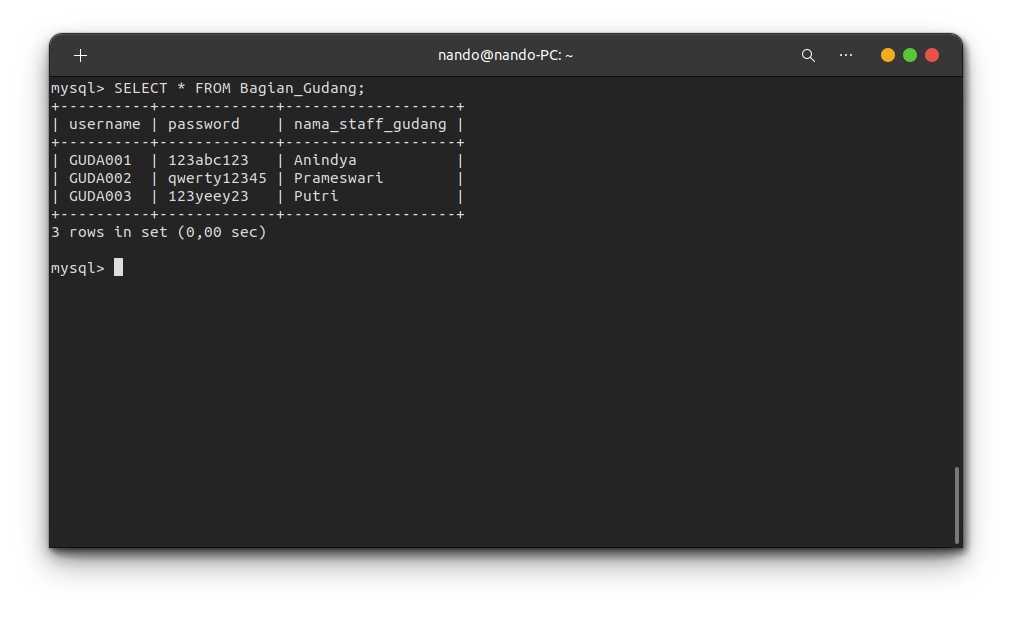 nando@nando-PC: ~
mysql> SELECT * FROM Bagian_Gudang;
+----------+-------------+-------------------+
| username | password    | nama_staff_gudang |
+----------+-------------+-------------------+
| GUDA001  | 123abc123   | Anindya           |
| GUDA002  | qwerty12345 | Prameswari        |
| GUDA003  | 123yeey23   | Putri             |
+----------+-------------+-------------------+
3 rows in set (0,00 sec)
mysql>